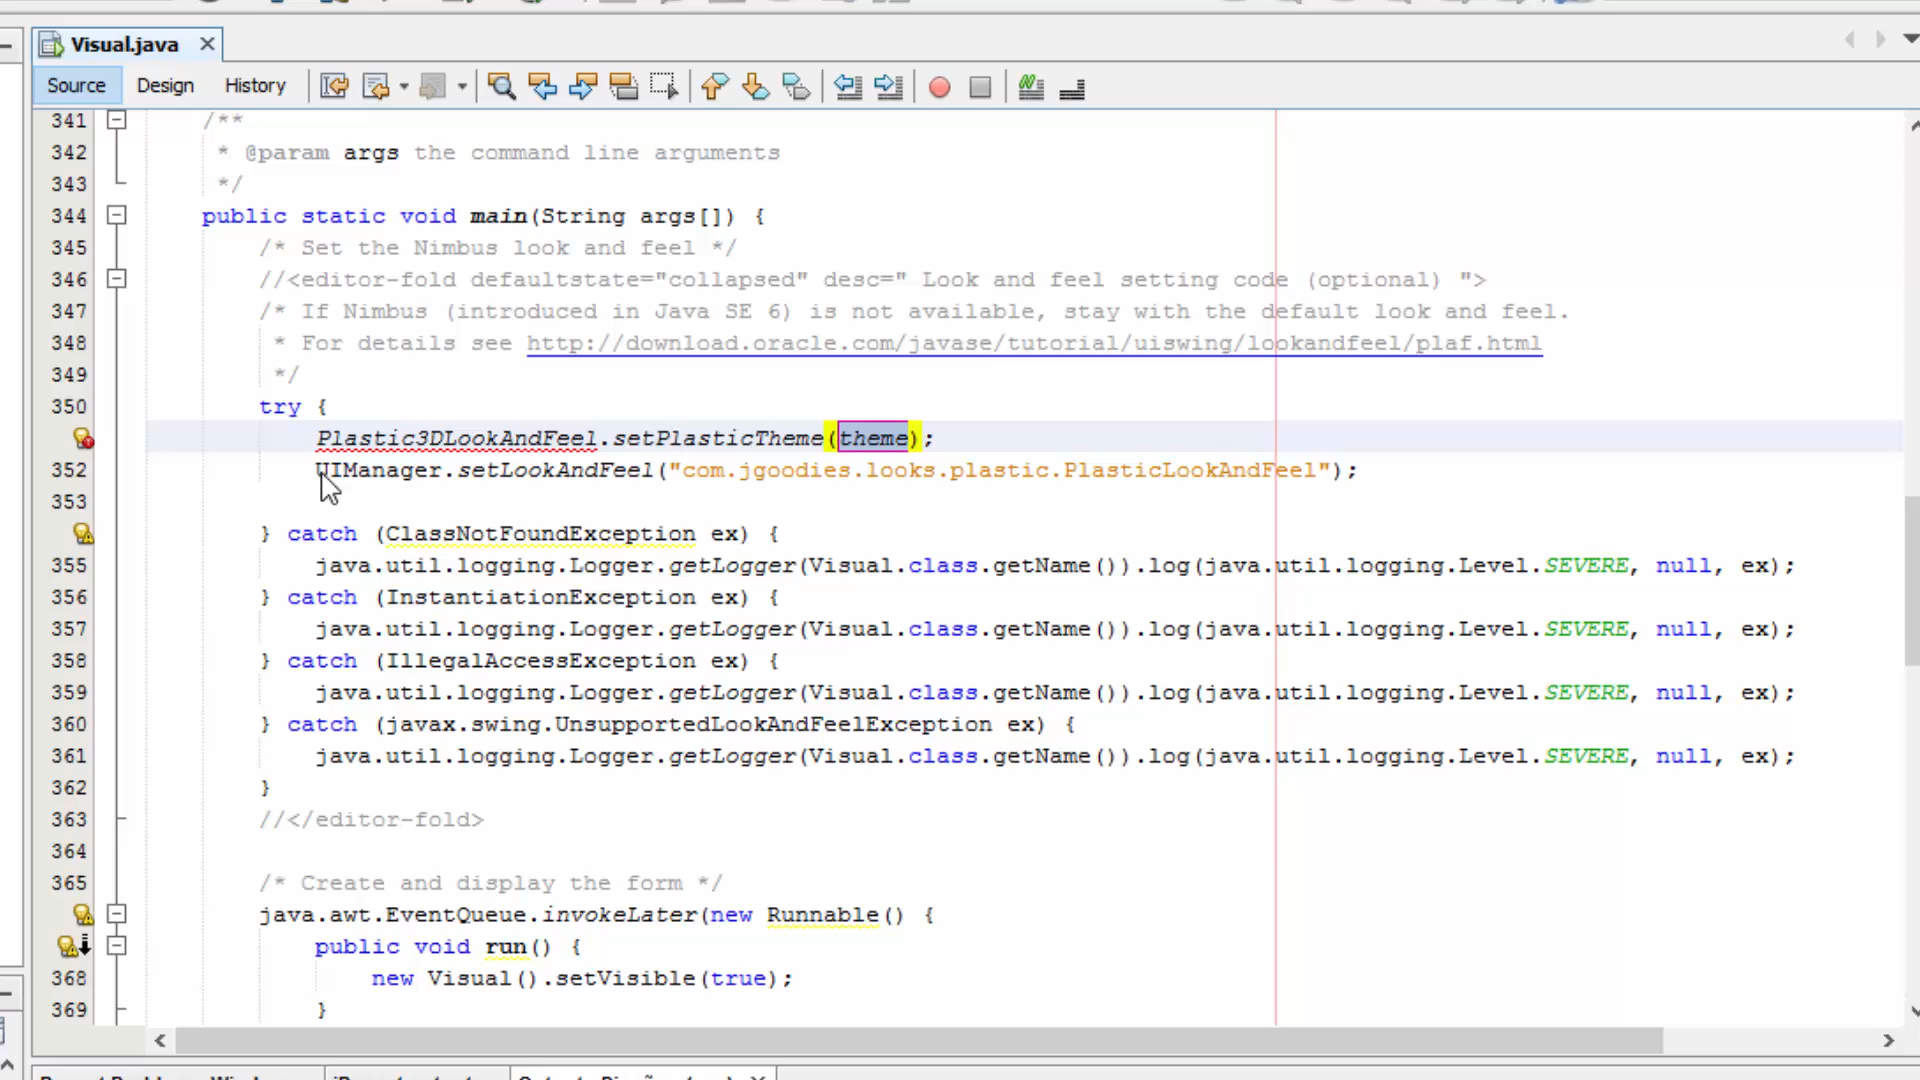 Visual.java
Source Design History
341 /**
342 * @param args the command line arguments
343 */
344 public static void main(String args[]) {
345 /* Set the Nimbus look and feel */
346 //<editor-fold defaultstate="collapsed" desc=" Look and feel setting code (optional) ">
347 /* If Nimbus (introduced in Java SE 6) is not available, stay with the default look and feel.
348 * For details see http://download.oracle.com/javase/tutorial/uiswing/lookandfeel/plaf.html
349 */
350 try {
Plastic3DLookAndFeel.setPlasticTheme(theme);
352 UIManager.setLookAndFeel("com.jgoodies.looks.plastic.PlasticLookAndFeel");
353
} catch (ClassNotFoundException ex) {
355 java.util.logging.Logger.getLogger(Visual.class.getName()).log(java.util.logging.Level.SEVERE, null, ex);
356 } catch (InstantiationException ex) {
357 java.util.logging.Logger.getLogger(Visual.class.getName()).log(java.util.logging.Level.SEVERE, null, ex);
358 } catch (IllegalAccessException ex) {
359 java.util.logging.Logger.getLogger(Visual.class.getName()).log(java.util.logging.Level.SEVERE, null, ex);
360 } catch (javax.swing.UnsupportedLookAndFeelException ex) {
361 java.util.logging.Logger.getLogger(Visual.class.getName()).log(java.util.logging.Level.SEVERE, null, ex);
362 }
363 //</editor-fold>
364
365 /* Create and display the form */
java.awt.EventQueue.invokeLater(new Runnable() {
public void run() {
368 new Visual().setVisible(true);
369 }